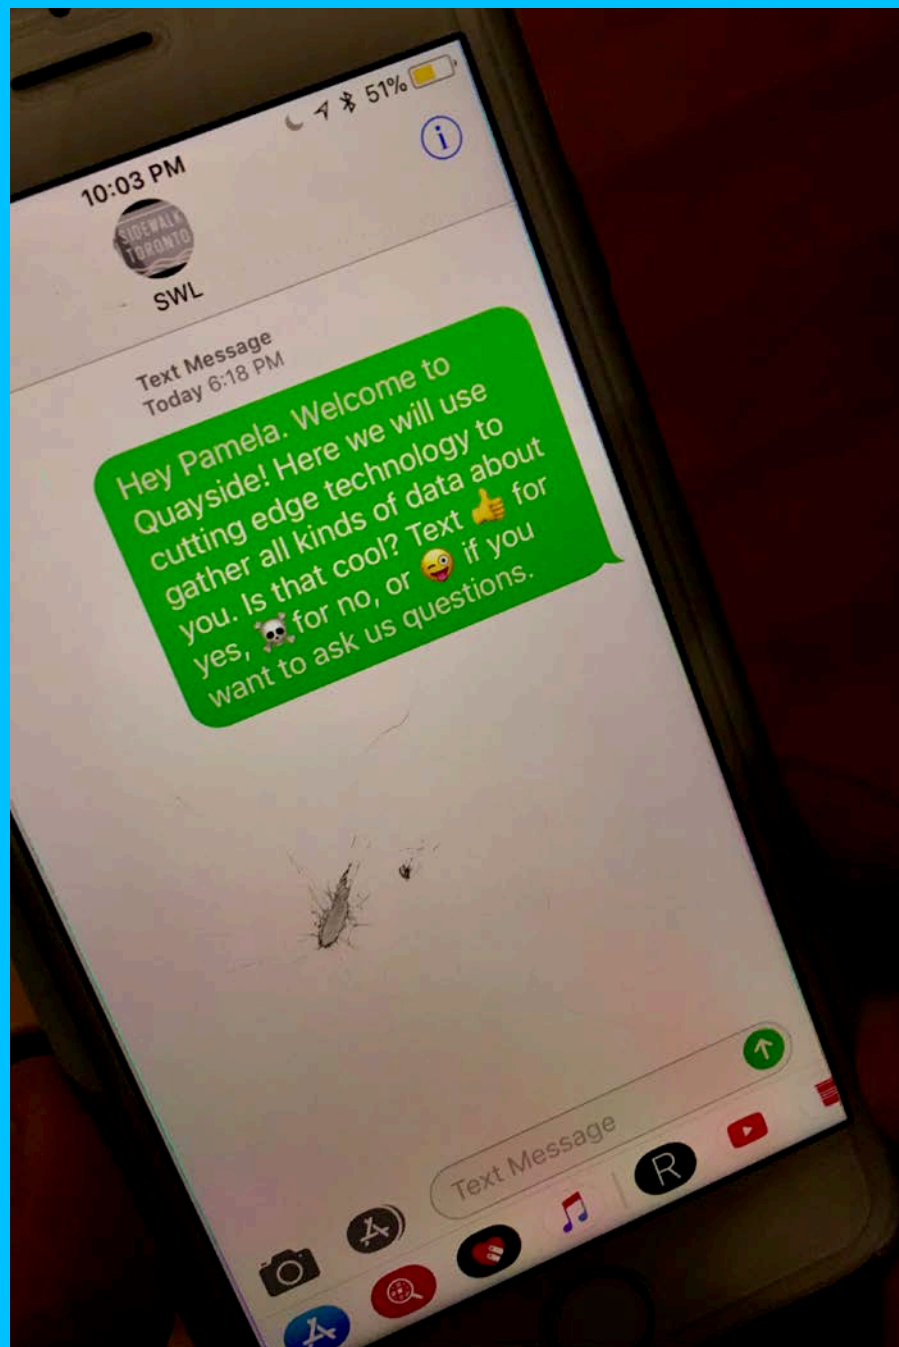 51%
10:03 PM
SIDEWALK
TORONTO
SWL
Text Message
Today 6:18 PM
Hey Pamela. Welcome to
Quayside! Here we will use
cutting edge technology to
gather all kinds of data about
you. Is that cool? Text 👍 for
yes, ☠️ for no, or 😜 if you
want to ask us questions.
Text Message
R